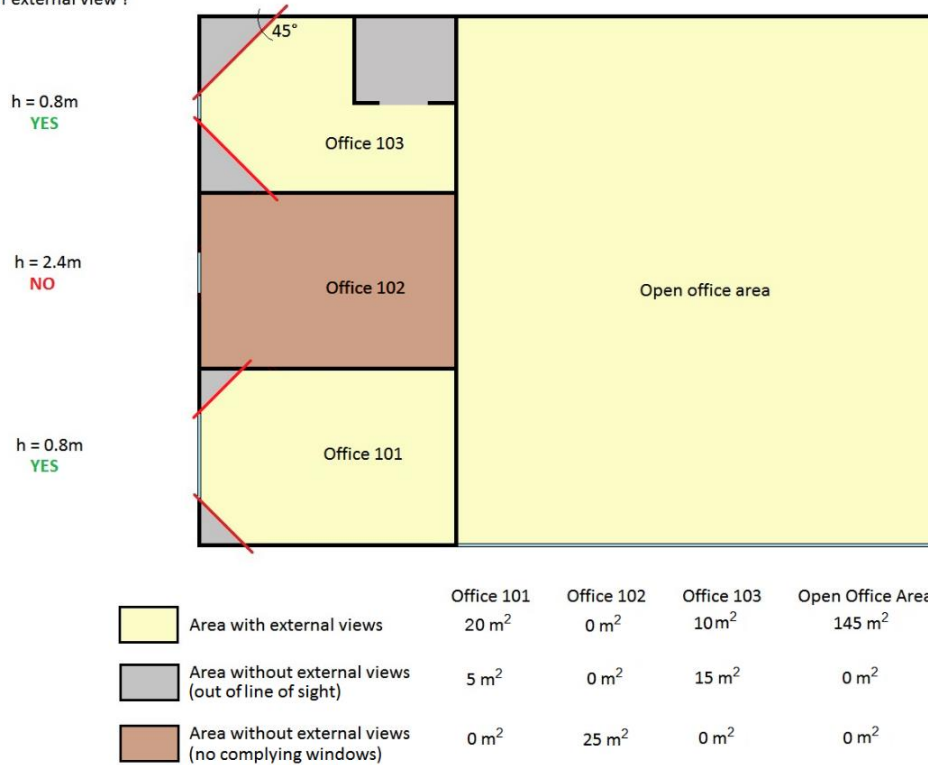 external view ?
45°
h = 0.8m
YES
Office 103
h = 2.4m
NO
Office 102
Open office area
h = 0.8m
YES
Office 101
Office 101 Office 102 Office 103 Open Office Area
Area with external views 20 m² 0 m² 10 m² 145 m²
Area without external views
(out of line of sight) 5 m² 0 m² 15 m² 0 m²
Area without external views
(no complying windows) 0 m² 25 m² 0 m² 0 m²